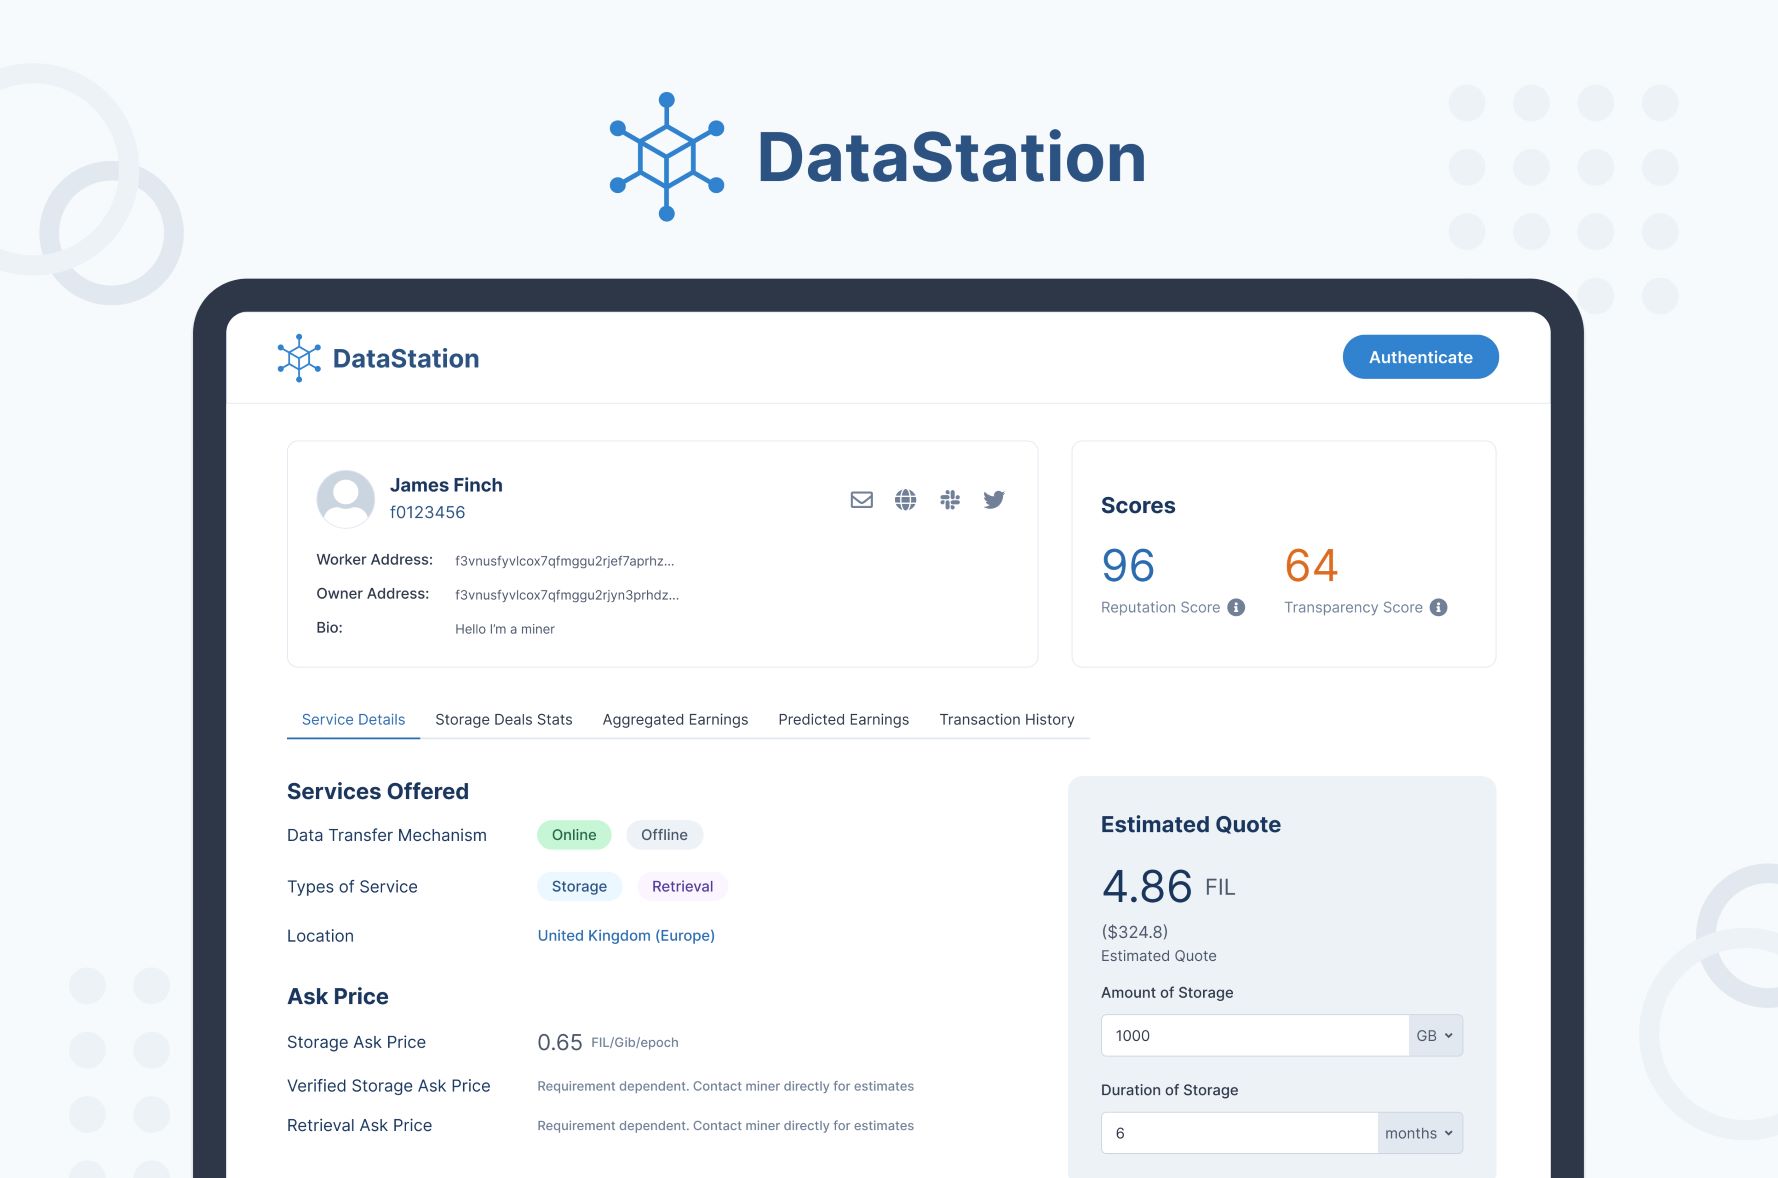 DataStation
DataStation
Authenticate
James Finch
f0123456
Worker Address: f3vnusfyvlcox7qfmggu2rjef7aprhz...
Owner Address: f3vnusfyvlcox7qfmggu2rjyn3prhdz...
Bio: Hello I'm a miner
Scores
96 64
Reputation Score Transparency Score
Service Details Storage Deals Stats Aggregated Earnings Predicted Earnings Transaction History
Services Offered
Data Transfer Mechanism Online Offline
Types of Service Storage Retrieval
Location United Kingdom (Europe)
Ask Price
Storage Ask Price 0.65 FIL/Gib/epoch
Verified Storage Ask Price Requirement dependent. Contact miner directly for estimates
Retrieval Ask Price Requirement dependent. Contact miner directly for estimates
Estimated Quote
4.86 FIL
($324.8)
Estimated Quote
Amount of Storage
1000 GB
Duration of Storage
6 months